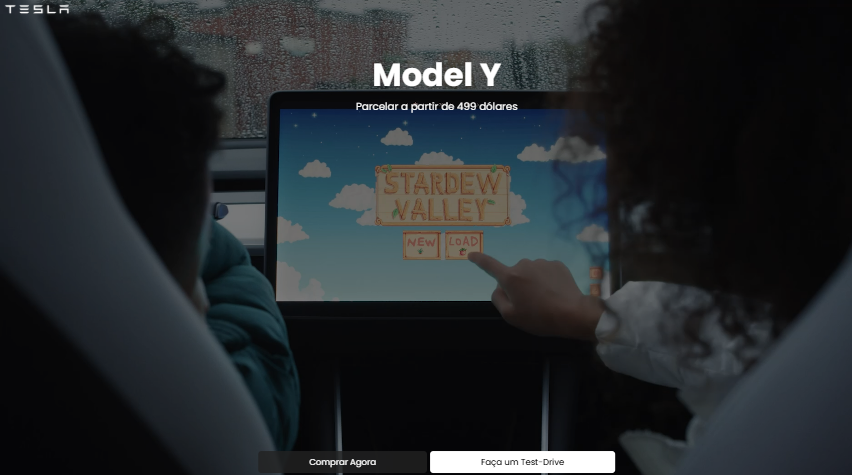 TESLA
Model Y
Parcelar a partir de 499 dólares
STARDEW
VALLEY
NEW LOAD
Comprar Agora Faça um Test-Drive